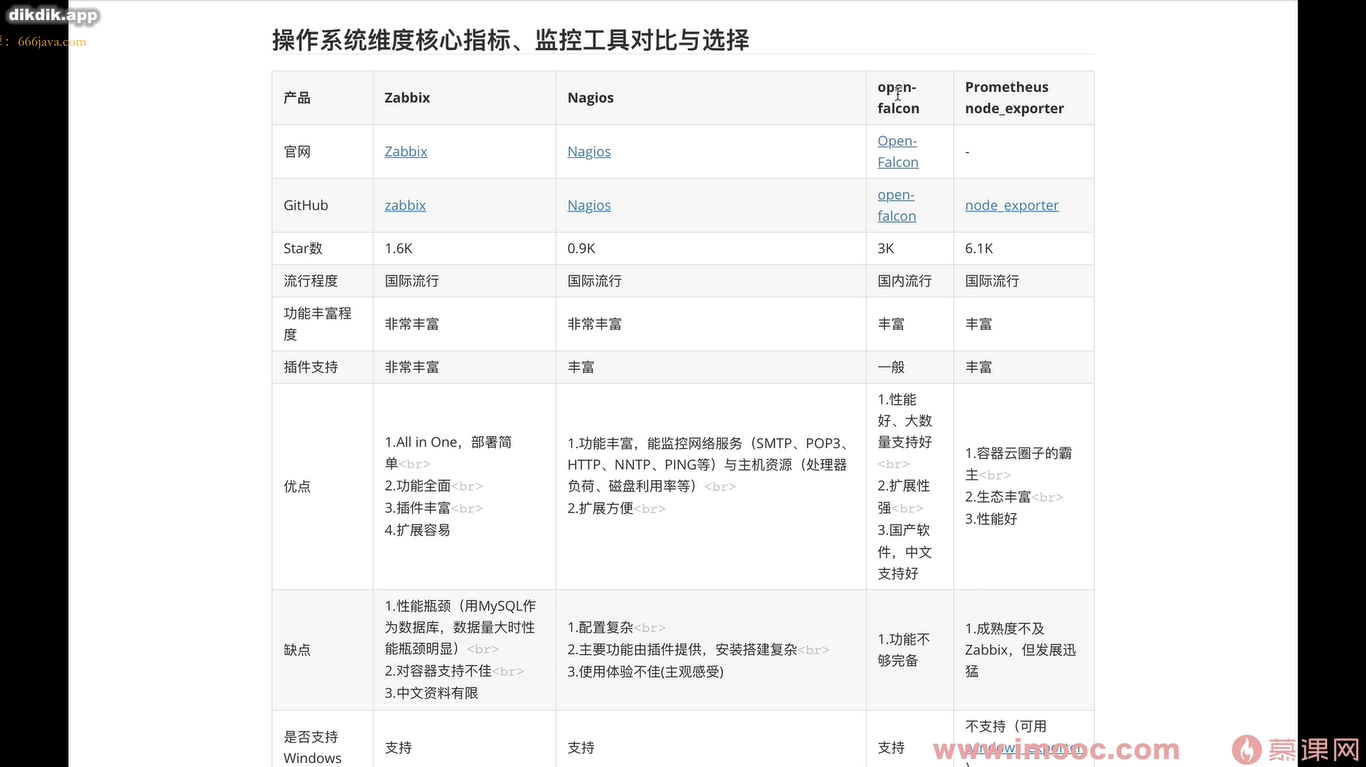 dikdik.app
：666java.com
操作系统维度核心指标、监控工具对比与选择
产品
Zabbix
Nagios
open-
falcon
Prometheus
node_exporter
官网
Zabbix
Nagios
Open-
Falcon
-
GitHub
zabbix
Nagios
open-
falcon
node_exporter
Star数
1.6K
0.9K
3K
6.1K
流行程度
国际流行
国际流行
国内流行
国际流行
功能丰富程
度
非常丰富
非常丰富
丰富
丰富
插件支持
非常丰富
丰富
一般
丰富
优点
1.All in One，部署简
单<br>
2.功能全面<br>
3.插件丰富<br>
4.扩展容易
1.功能丰富，能监控网络服务（SMTP、POP3、
HTTP、NNTP、PING等）与主机资源（处理器
负荷、磁盘利用率等）<br>
2.扩展方便<br>
1.性能
好、大数
量支持好
<br>
2.扩展性
强<br>
3.国产软
件，中文
支持好
1.容器云圈子的霸
主<br>
2.生态丰富<br>
3.性能好
缺点
1.性能瓶颈（用MySQL作
为数据库，数据量大时性
能瓶颈明显）<br>
2.对容器支持不佳<br>
3.中文资料有限
1.配置复杂<br>
2.主要功能由插件提供，安装搭建复杂<br>
3.使用体验不佳(主观感受)
1.功能不
够完备
1.成熟度不及
Zabbix，但发展迅
猛
是否支持
Windows
支持
支持
支持
不支持（可用
windows_exporter
www.imooc.com
慕课网